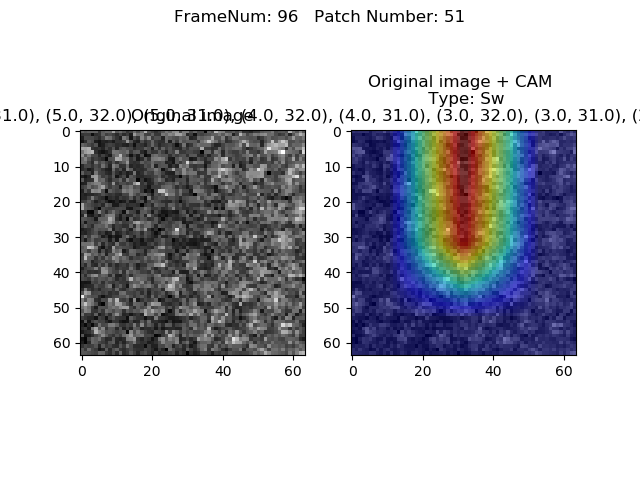 FrameNum: 96   Patch Number: 51
Original image + CAM
Type: Sw
31.0), (5.0, 32.0), (5.0, 31.0), (4.0, 32.0), (4.0, 31.0), (3.0, 32.0), (3.0, 31.0), (
Original image
0
10
20
30
40
50
60
0 20 40 60
0
10
20
30
40
50
60
0 20 40 60